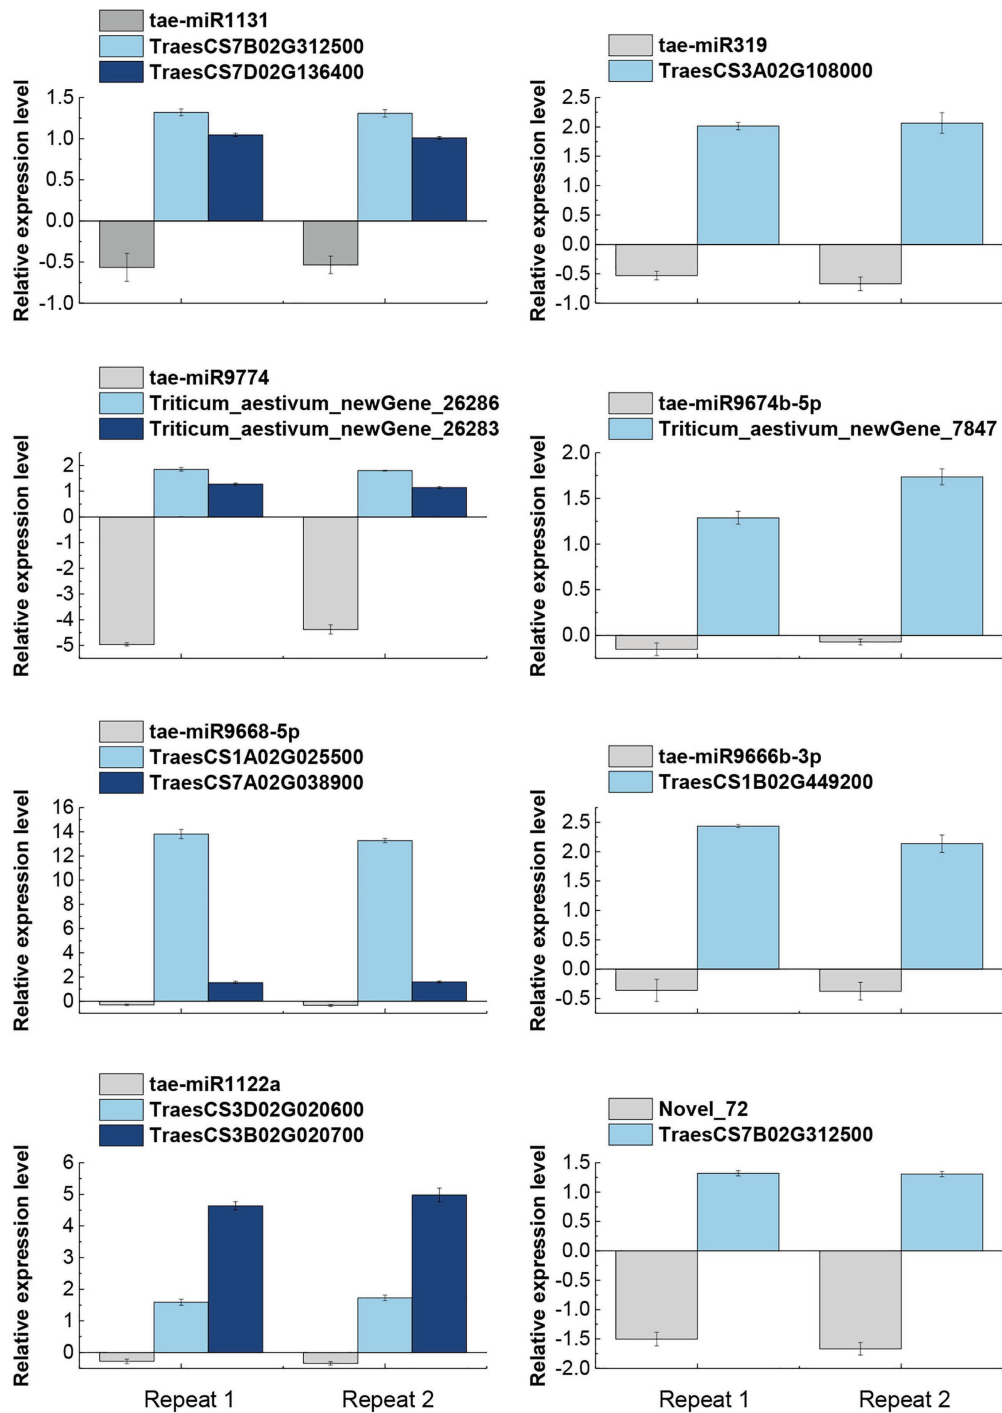 tae-miR1131
TraesCS7B02G312500
TraesCS7D02G136400
Relative expression level
1.5
1.0
0.5
0.0
-0.5
-1.0
tae-miR319
TraesCS3A02G108000
Relative expression level
2.5
2.0
1.5
1.0
0.5
0.0
-0.5
-1.0
tae-miR9774
Triticum_aestivum_newGene_26286
Triticum_aestivum_newGene_26283
Relative expression level
2
1
0
-1
-2
-3
-4
-5
tae-miR9674b-5p
Triticum_aestivum_newGene_7847
Relative expression level
2.0
1.5
1.0
0.5
0.0
tae-miR9668-5p
TraesCS1A02G025500
TraesCS7A02G038900
Relative expression level
16
14
12
10
8
6
4
2
0
tae-miR9666b-3p
TraesCS1B02G449200
Relative expression level
2.5
2.0
1.5
1.0
0.5
0.0
-0.5
tae-miR1122a
TraesCS3D02G020600
TraesCS3B02G020700
Relative expression level
6
5
4
3
2
1
0
Repeat 1 Repeat 2
Novel_72
TraesCS7B02G312500
Relative expression level
1.5
1.0
0.5
0.0
-0.5
-1.0
-1.5
-2.0
Repeat 1 Repeat 2